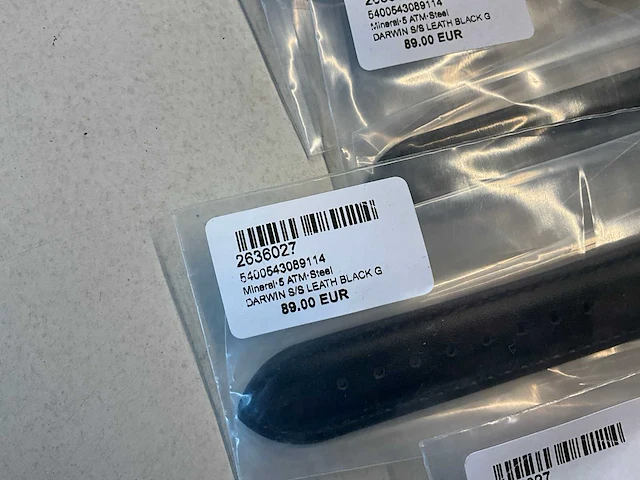 5400543089114
Mineral·5 ATM·Steel
DARWIN S/S LEATH BLACK G
89.00 EUR
2636027
5400543089114
Mineral·5 ATM·Steel
DARWIN S/S LEATH BLACK G
89.00 EUR